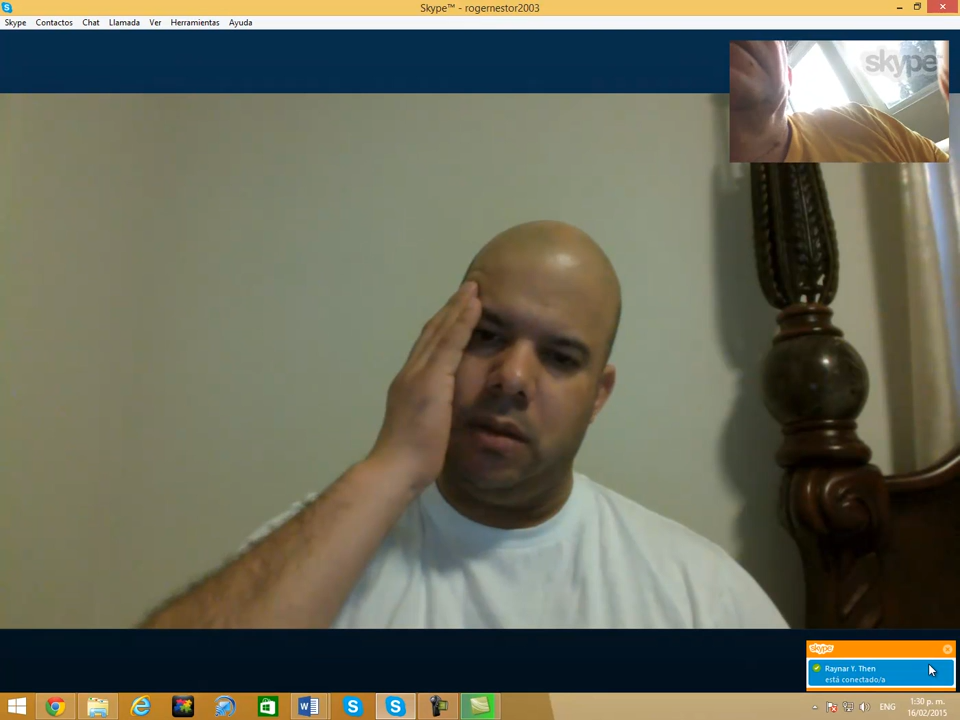 Skype™ - rogernestor2003
Skype Contactos Chat Llamada Ver Herramientas Ayuda
skype™
skype
Raynar Y. Then
está conectado/a
ENG
1:30 p. m.
16/02/2015